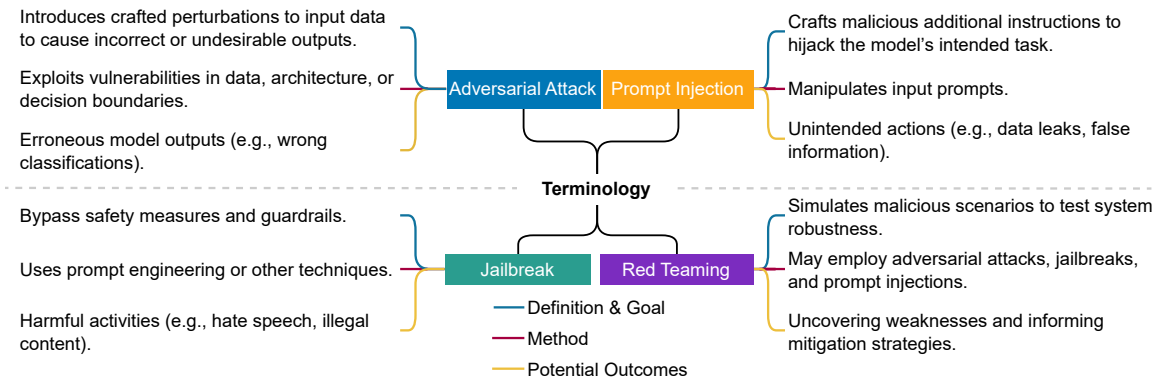 Introduces crafted perturbations to input data
to cause incorrect or undesirable outputs.
Exploits vulnerabilities in data, architecture, or
decision boundaries.
Erroneous model outputs (e.g., wrong
classifications).
Adversarial Attack
Prompt Injection
Crafts malicious additional instructions to
hijack the model's intended task.
Manipulates input prompts.
Unintended actions (e.g., data leaks, false
information).
Terminology
Bypass safety measures and guardrails.
Uses prompt engineering or other techniques.
Harmful activities (e.g., hate speech, illegal
content).
Jailbreak
Red Teaming
Simulates malicious scenarios to test system
robustness.
May employ adversarial attacks, jailbreaks,
and prompt injections.
Uncovering weaknesses and informing
mitigation strategies.
Definition & Goal
Method
Potential Outcomes